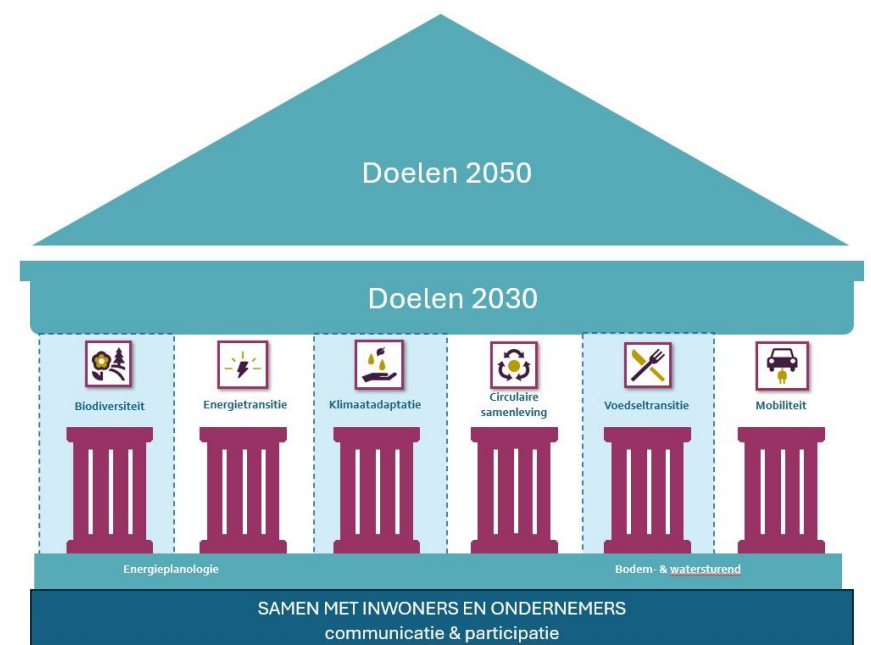 Doelen 2050
Doelen 2030
Biodiversiteit
Energietransitie
Klimaatadaptatie
Circulaire
samenleving
Voedseltransitie
Mobiliteit
Energieplanologie
Bodem- & watersturend
SAMEN MET INWONERS EN ONDERNEMERS
communicatie & participatie